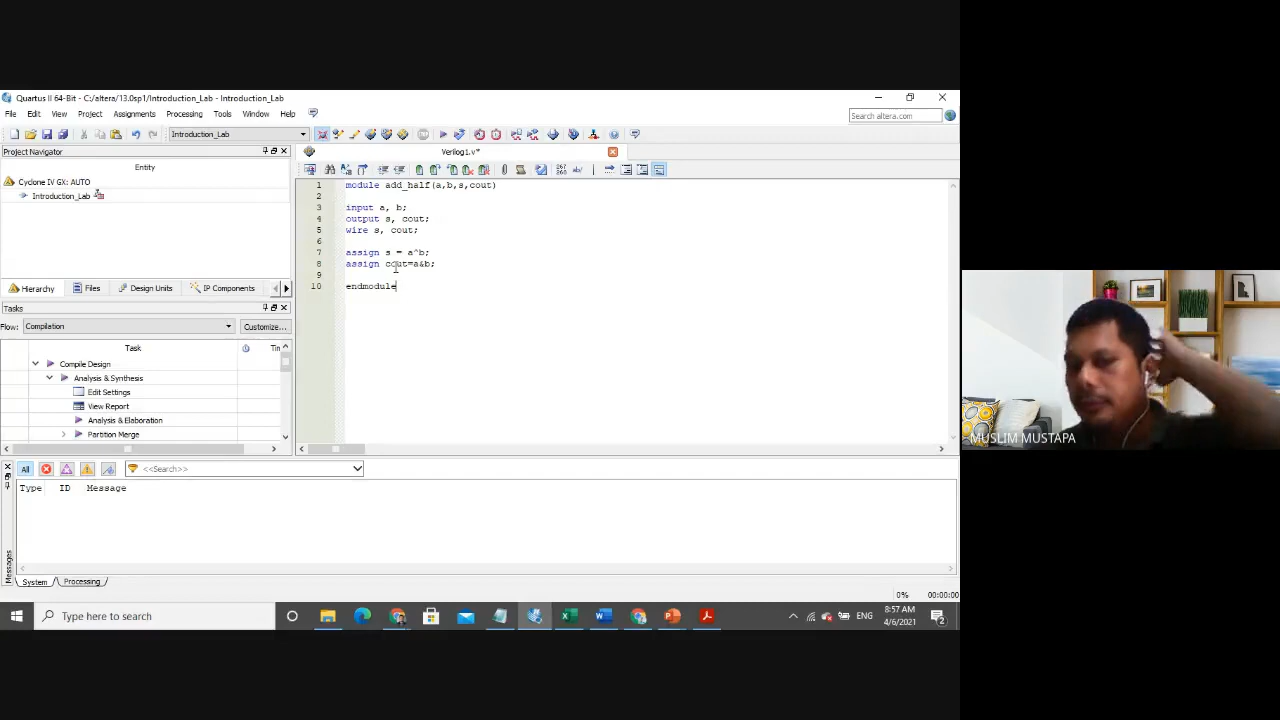 Quartus II 64-Bit - C:/altera/13.0sp1/Introduction_Lab - Introduction_Lab
File Edit View Project Assignments Processing Tools Window Help
Search altera.com
Introduction_Lab
Project Navigator
Verilog1.v*
Entity
Cyclone IV GX: AUTO
Introduction_Lab
Hierarchy Files Design Units IP Components
Tasks
Flow: Compilation Customize...
Task Tin
Compile Design
Analysis & Synthesis
Edit Settings
View Report
Analysis & Elaboration
Partition Merge
1 module add_half(a,b,s,cout)
2
3 input a, b;
4 output s, cout;
5 wire s, cout;
6
7 assign s = a^b;
8 assign cout=a&b;
9
10 endmodule
MUSLIM MUSTAPA
All <<Search>>
Type ID Message
Messages
System Processing
0% 00:00:00
Type here to search
ENG
8:57 AM
4/6/2021
2